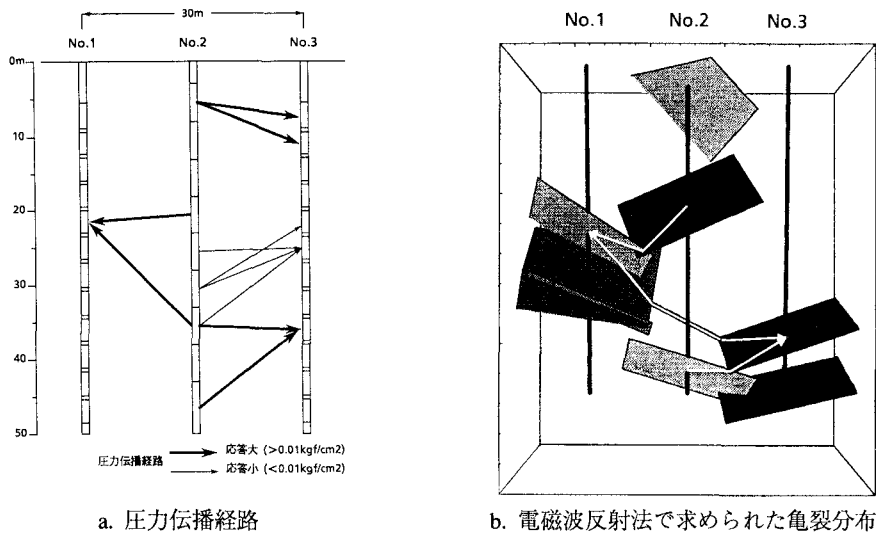 30m
No.1 No.2 No.3
0m
10
20
30
40
50
圧力伝播経路
応答大 (>0.01kgf/cm2)
応答小 (<0.01kgf/cm2)
a. 圧力伝播経路
No.1 No.2 No.3
b. 電磁波反射法で求められた亀裂分布